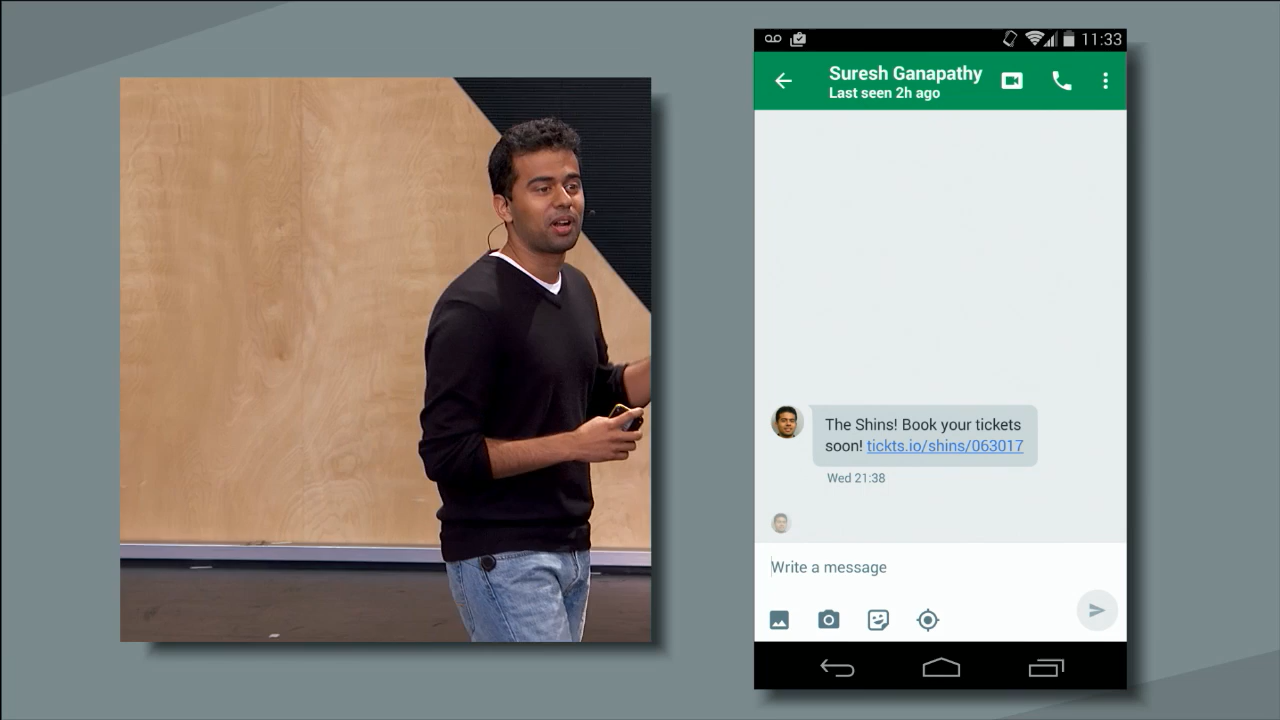 11:33
Suresh Ganapathy
Last seen 2h ago
The Shins! Book your tickets
soon! tickts.io/shins/063017
Wed 21:38
Write a message